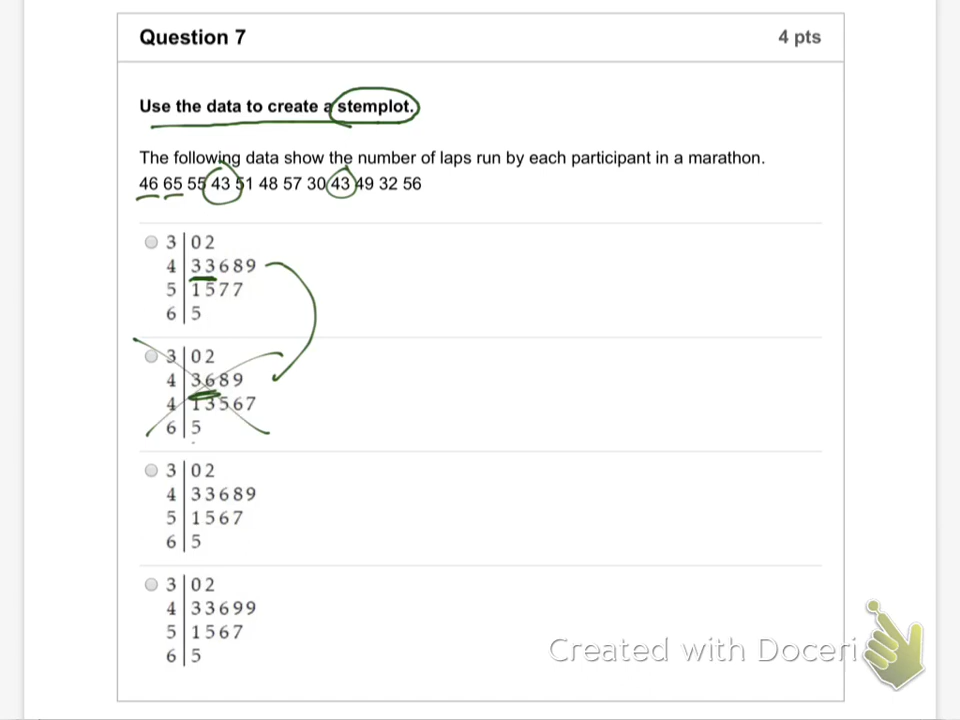 Question 7
4 pts
Use the data to create a stemplot.
The following data show the number of laps run by each participant in a marathon.
46 65 55 43 51 48 57 30 43 49 32 56
3 | 0 2
4 | 3 3 6 8 9
5 | 1 5 7 7
6 | 5
3 | 0 2
4 | 3 6 8 9
4 | 1 3 5 6 7
6 | 5
3 | 0 2
4 | 3 3 6 8 9
5 | 1 5 6 7
6 | 5
3 | 0 2
4 | 3 3 6 9 9
5 | 1 5 6 7
6 | 5
Created with Doceri